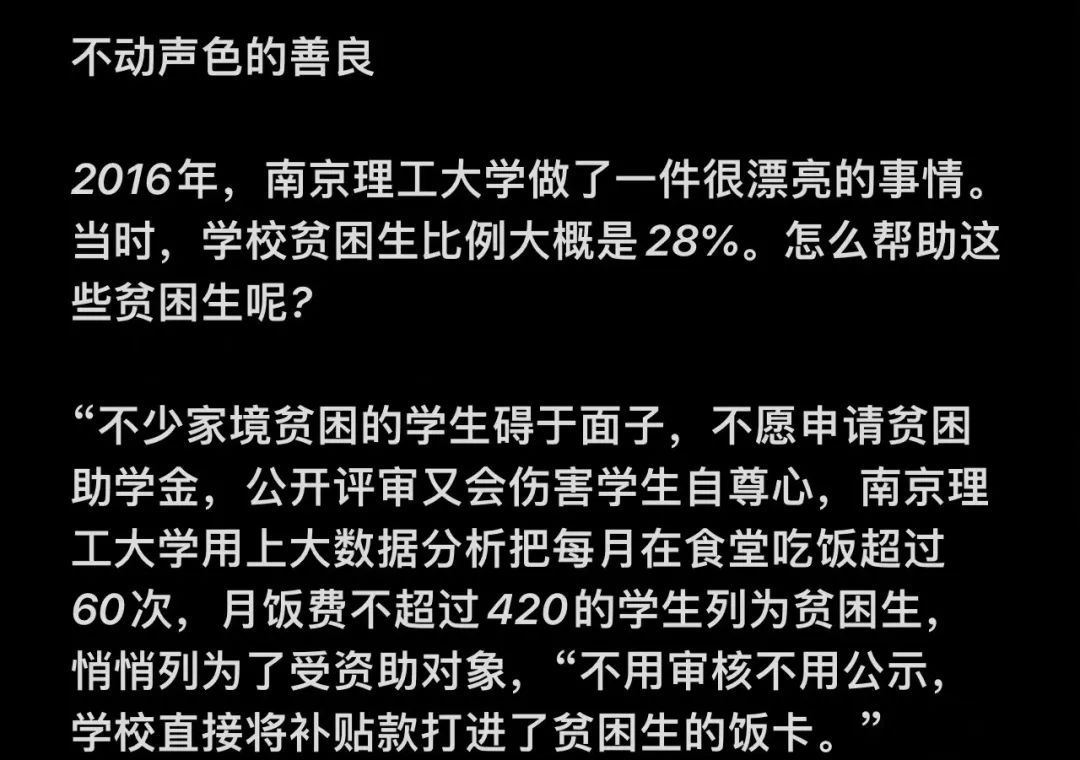 不动声色的善良
2016年，南京理工大学做了一件很漂亮的事情。
当时，学校贫困生比例大概是28%。怎么帮助这
些贫困生呢?
“不少家境贫困的学生碍于面子，不愿申请贫困
助学金，公开评审又会伤害学生自尊心，南京理
工大学用上大数据分析把每月在食堂吃饭超过
60次，月饭费不超过420的学生列为贫困生，
悄悄列为了受资助对象，“不用审核不用公示，
学校直接将补贴款打进了贫困生的饭卡。”